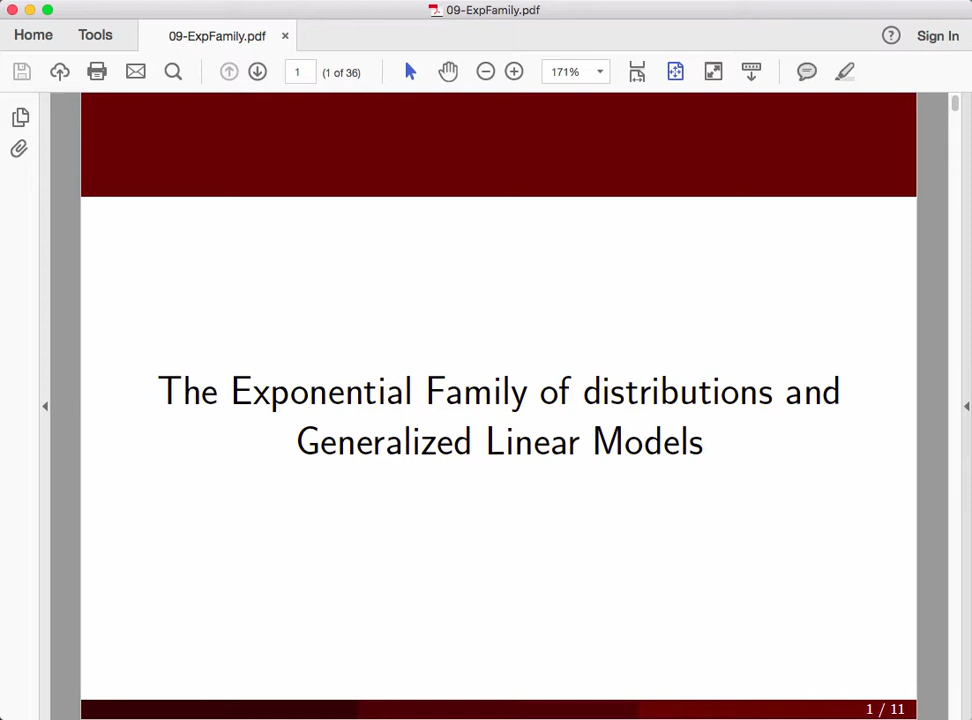 09-ExpFamily.pdf
Home
Tools
09-ExpFamily.pdf
×
?
Sign In
1
(1 of 36)
171%
The Exponential Family of distributions and
Generalized Linear Models
1 / 11